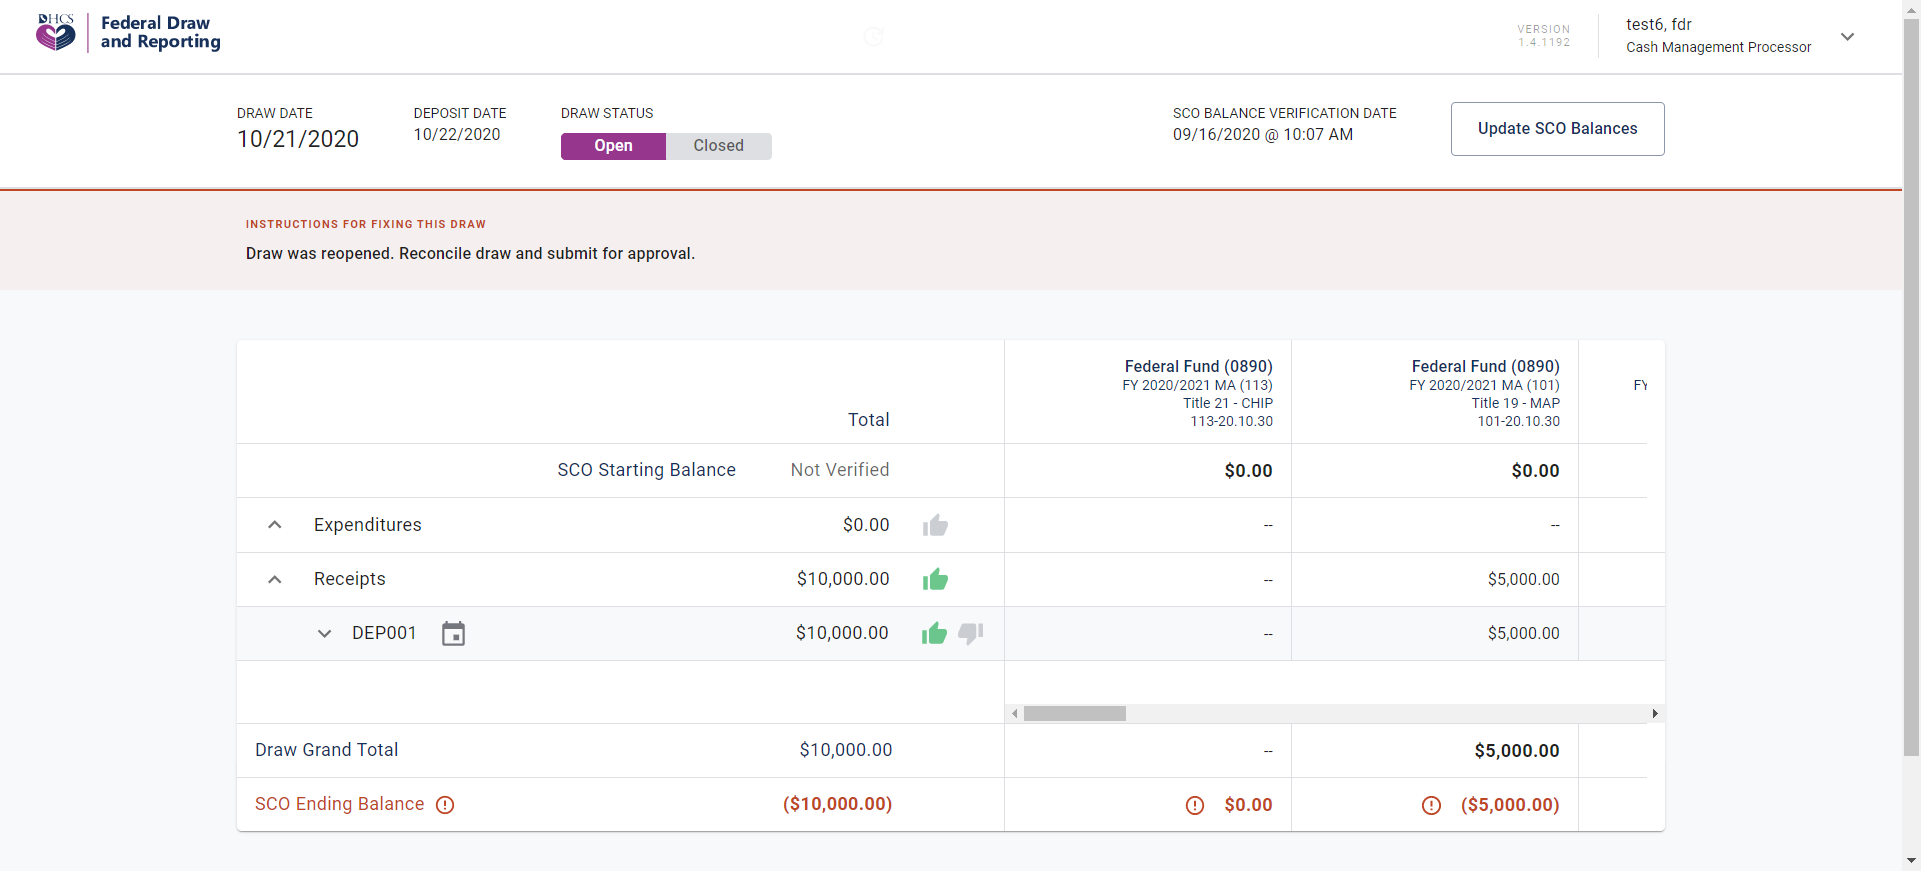 DHCS
Federal Draw
and Reporting
VERSION
1.4.1192
test6, fdr
Cash Management Processor
DRAW DATE
10/21/2020
DEPOSIT DATE
10/22/2020
DRAW STATUS
Open Closed
SCO BALANCE VERIFICATION DATE
09/16/2020 @ 10:07 AM
Update SCO Balances
INSTRUCTIONS FOR FIXING THIS DRAW
Draw was reopened. Reconcile draw and submit for approval.
Total
Federal Fund (0890)
FY 2020/2021 MA (113)
Title 21 - CHIP
113-20.10.30
Federal Fund (0890)
FY 2020/2021 MA (101)
Title 19 - MAP
101-20.10.30
FY
SCO Starting Balance Not Verified $0.00 $0.00
Expenditures $0.00 -- --
Receipts $10,000.00 -- $5,000.00
DEP001 $10,000.00 -- $5,000.00
Draw Grand Total $10,000.00 -- $5,000.00
SCO Ending Balance ($10,000.00) $0.00 ($5,000.00)